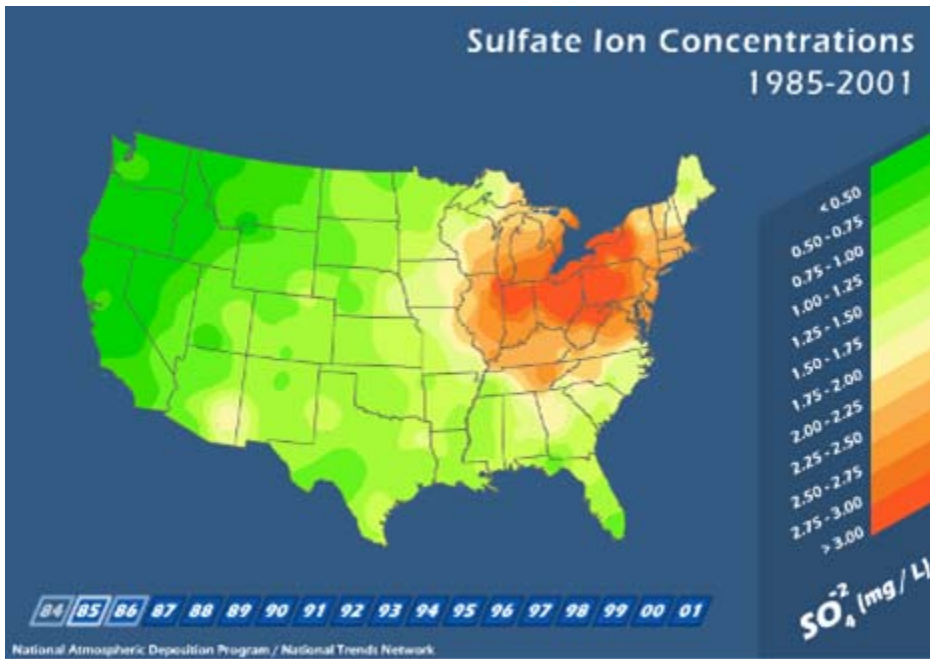 Sulfate Ion Concentrations
1985-2001
< 0.50
0.50 - 0.75
0.75 - 1.00
1.00 - 1.25
1.25 - 1.50
1.50 - 1.75
1.75 - 2.00
2.00 - 2.25
2.25 - 2.50
2.50 - 2.75
2.75 - 3.00
> 3.00
SO₄⁻² (mg / L)
84 85 86 87 88 89 90 91 92 93 94 95 96 97 98 99 00 01
National Atmospheric Deposition Program / National Trends Network